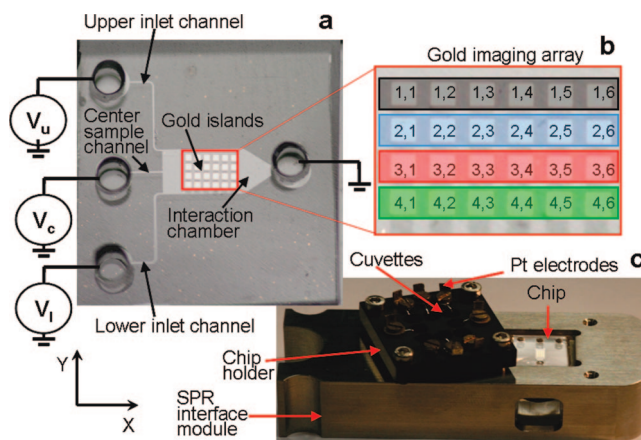 Upper inlet channel
a
Vu
Center
sample
channel
Gold islands
Vc
Interaction
chamber
Vl
Lower inlet channel
Y
X
Gold imaging array
b
1,1 1,2 1,3 1,4 1,5 1,6
2,1 2,2 2,3 2,4 2,5 2,6
3,1 3,2 3,3 3,4 3,5 3,6
4,1 4,2 4,3 4,4 4,5 4,6
c
Cuvettes
Pt electrodes
Chip
Chip
holder
SPR
interface
module